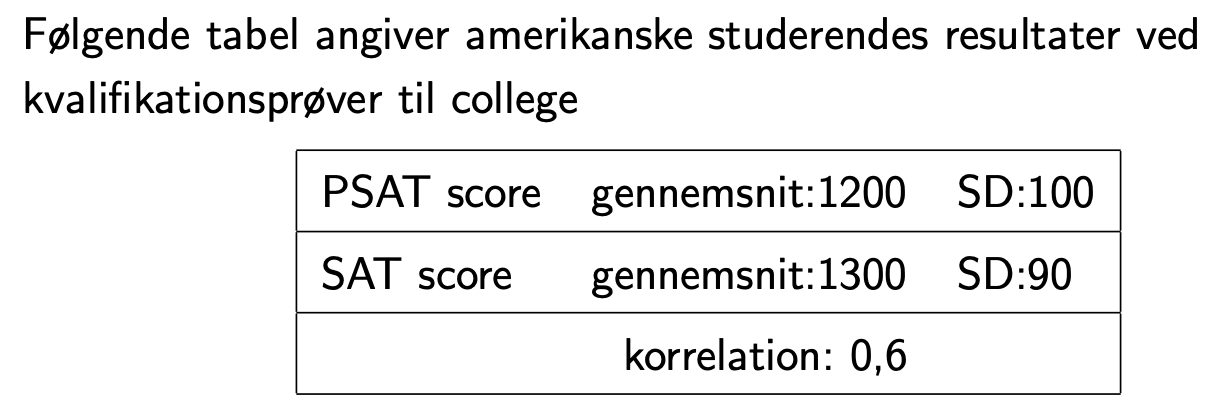 Følgende tabel angiver amerikanske studerendes resultater ved
kvalifikationsprøver til college
PSAT score gennemsnit:1200 SD:100
SAT score gennemsnit:1300 SD:90
korrelation: 0,6